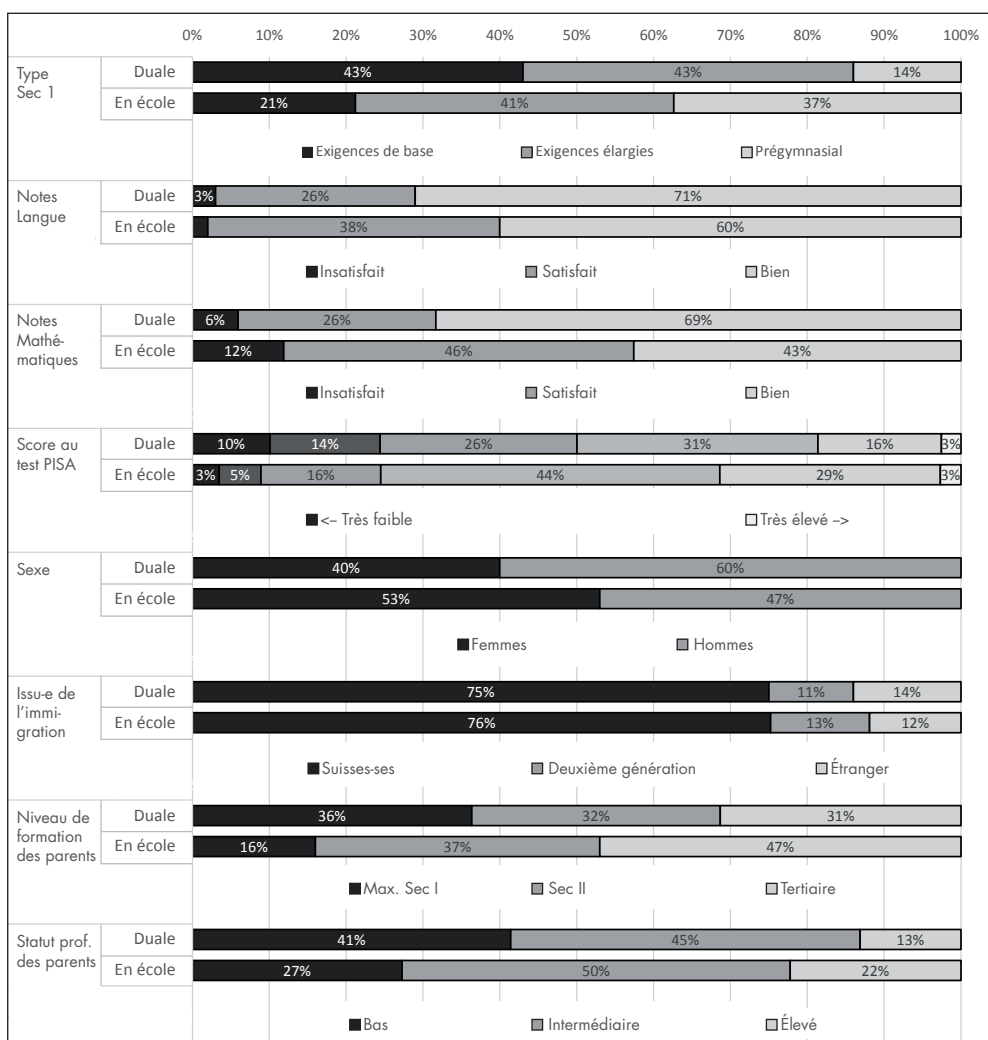 0% 10% 20% 30% 40% 50% 60% 70% 80% 90% 100%
Type
Sec 1
Duale 43% 43% 14%
En école 21% 41% 37%
Exigences de base Exigences élargies Prégymnasial
Notes
Langue
Duale 3% 26% 71%
En école 38% 60%
Insatisfait Satisfait Bien
Notes
Mathé-
matiques
Duale 6% 26% 69%
En école 12% 46% 43%
Insatisfait Satisfait Bien
Score au
test PISA
Duale 10% 14% 26% 31% 16% 3%
En école 3% 5% 16% 44% 29% 3%
<– Très faible Très élevé –>
Sexe
Duale 40% 60%
En école 53% 47%
Femmes Hommes
Issu-e de
l'immi-
gration
Duale 75% 11% 14%
En école 76% 13% 12%
Suisses-ses Deuxième génération Étranger
Niveau de
formation
des parents
Duale 36% 32% 31%
En école 16% 37% 47%
Max. Sec I Sec II Tertiaire
Statut prof.
des parents
Duale 41% 45% 13%
En école 27% 50% 22%
Bas Intermédiaire Élevé